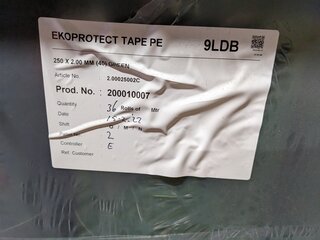 EKOPROTECT TAPE PE 9LDB
250 X 2.00 MM (40) GREEN
Article No. 2.00025002C
Prod. No. : 200010007
Quantity 36 Rolls of Mtr
Date
Shift O M N
2
Controller E
Ref. Customer